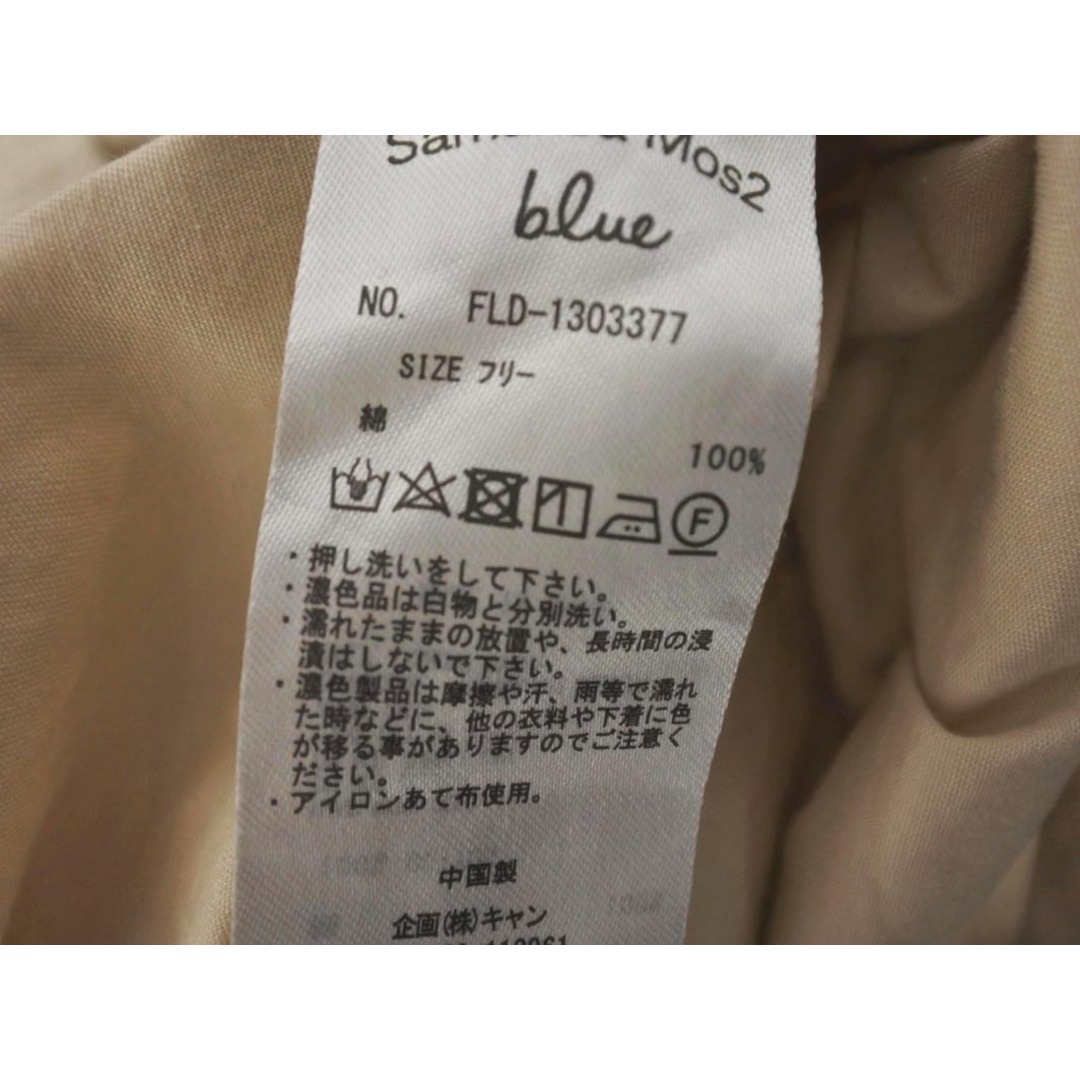 Mos2
blue
NO. FLD-1303377
SIZE フリー
綿
100%
F
・押し洗いをして下さい。
・濃色品は白物と分別洗い。
・濡れたままの放置や、長時間の浸
漬はしないで下さい。
・濃色製品は摩擦や汗、雨等で濡れ
た時などに、他の衣料や下着に色
が移る事がありますのでご注意く
ださい。
・アイロンあて布使用。
中国製
企画(株)キャン